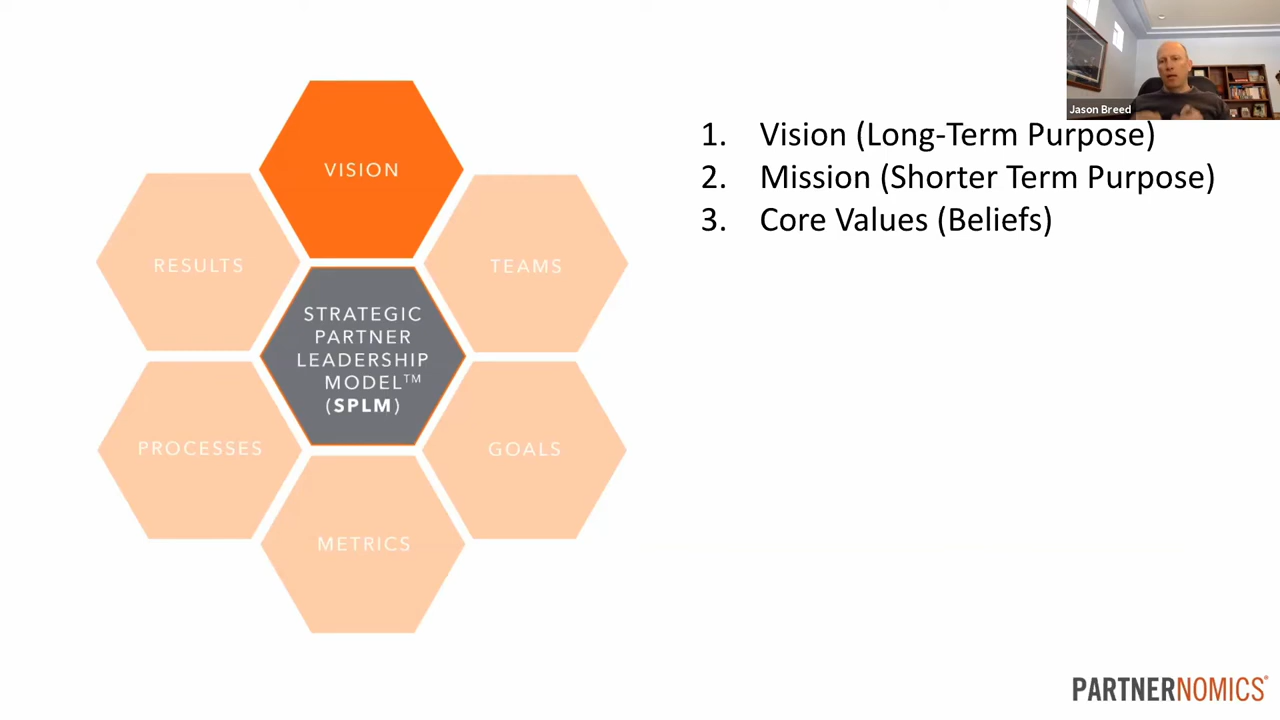 Jason Breed
VISION
RESULTS
TEAMS
STRATEGIC
PARTNER
LEADERSHIP
MODEL™
(SPLM)
PROCESSES
GOALS
METRICS
1. Vision (Long-Term Purpose)
2. Mission (Shorter Term Purpose)
3. Core Values (Beliefs)
PARTNERNOMICS®